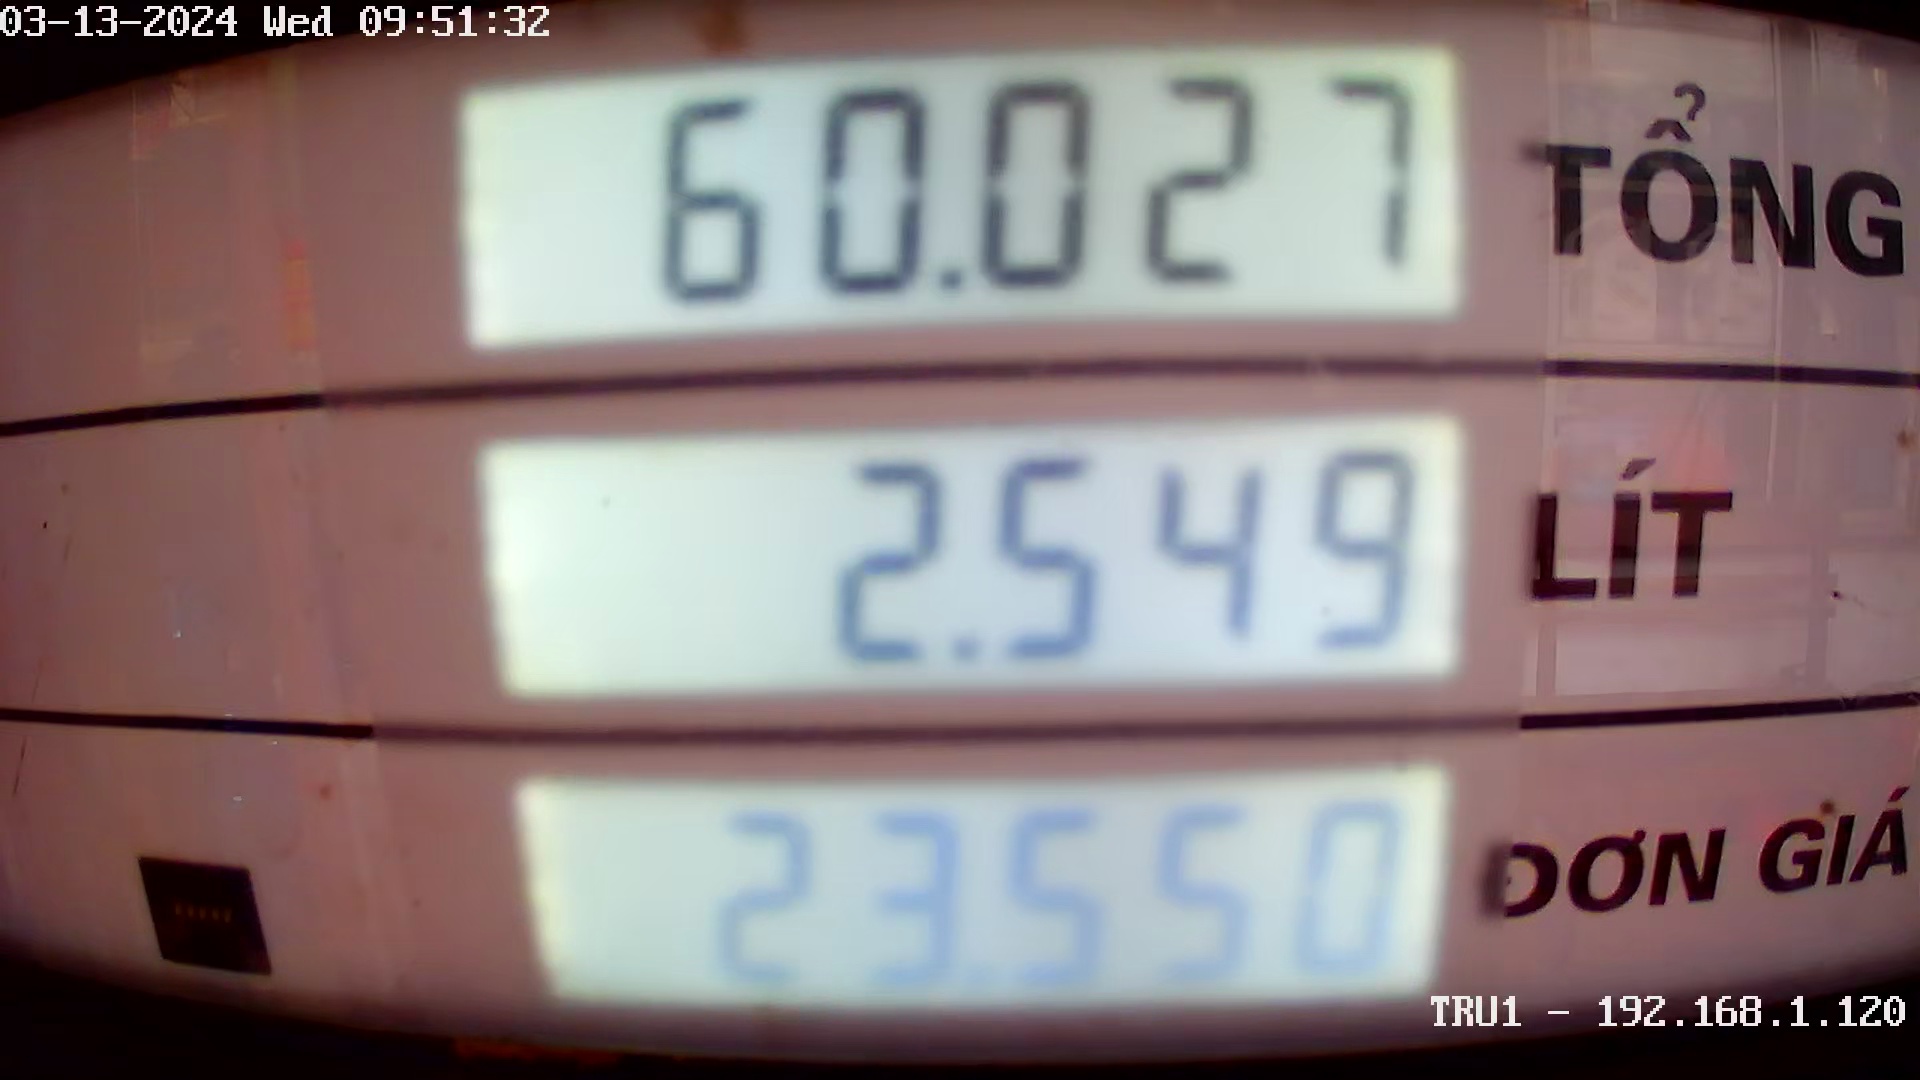 03-13-2024 Wed 09:51:32
60.027 TỔNG
2.549 LÍT
23.550 ĐƠN GIÁ
TRU1 - 192.168.1.120